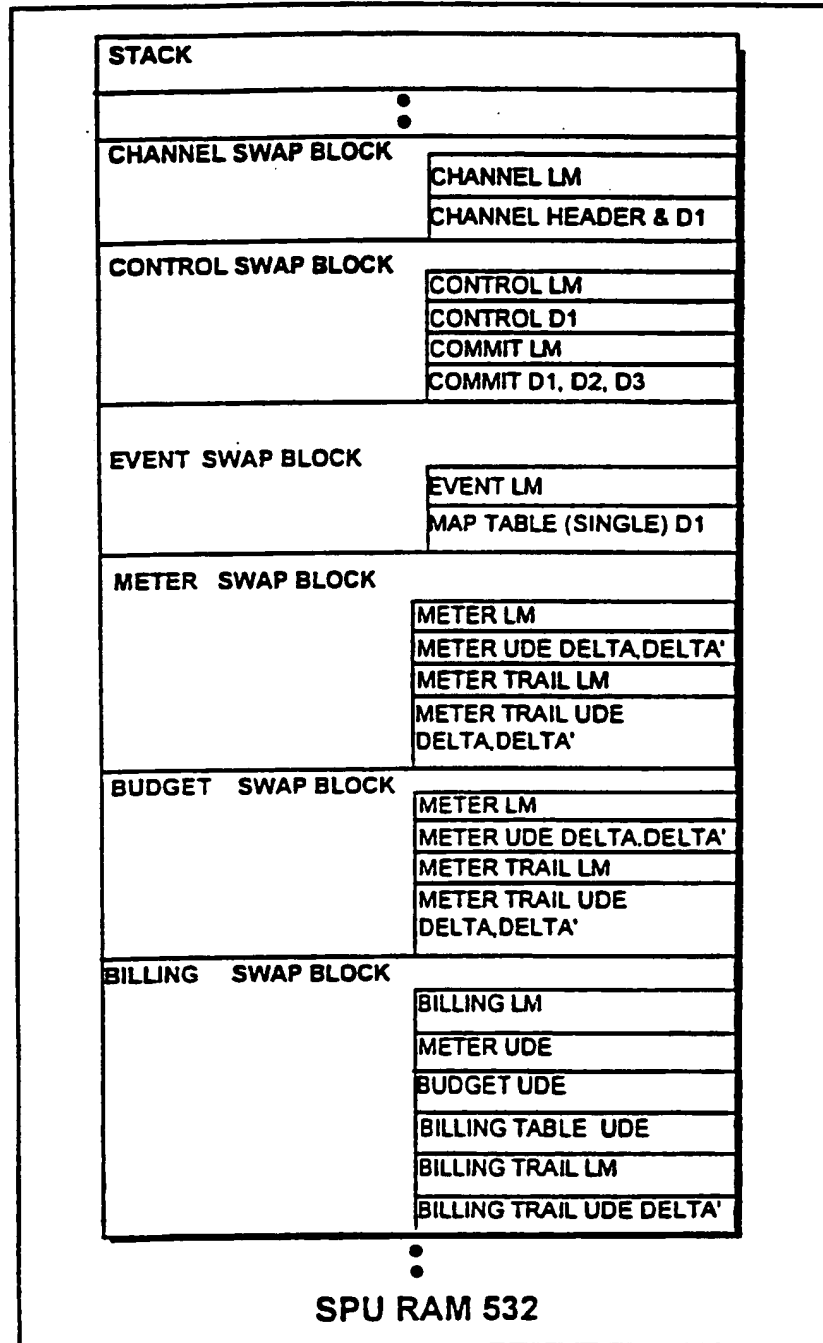 STACK
CHANNEL SWAP BLOCK
CHANNEL LM
CHANNEL HEADER & D1
CONTROL SWAP BLOCK
CONTROL LM
CONTROL D1
COMMIT LM
COMMIT D1, D2, D3
EVENT SWAP BLOCK
EVENT LM
MAP TABLE (SINGLE) D1
METER SWAP BLOCK
METER LM
METER UDE DELTA,DELTA'
METER TRAIL LM
METER TRAIL UDE
DELTA,DELTA'
BUDGET SWAP BLOCK
METER LM
METER UDE DELTA.DELTA'
METER TRAIL LM
METER TRAIL UDE
DELTA,DELTA'
BILLING SWAP BLOCK
BILLING LM
METER UDE
BUDGET UDE
BILLING TABLE UDE
BILLING TRAIL LM
BILLING TRAIL UDE DELTA'
SPU RAM 532